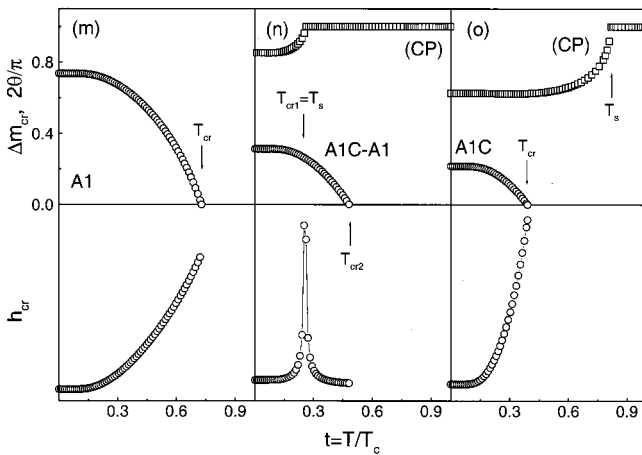 (m) (n) (o)
(CP) (CP)
0.8
Δm_cr, 2θ/π
T_cr1=T_s
T_s
0.4
T_cr
A1C-A1
A1C
T_cr
A1
0.0
T_cr2
h_cr
0.3 0.6 0.9 0.3 0.6 0.9 0.3 0.6 0.9
t=T/T_c